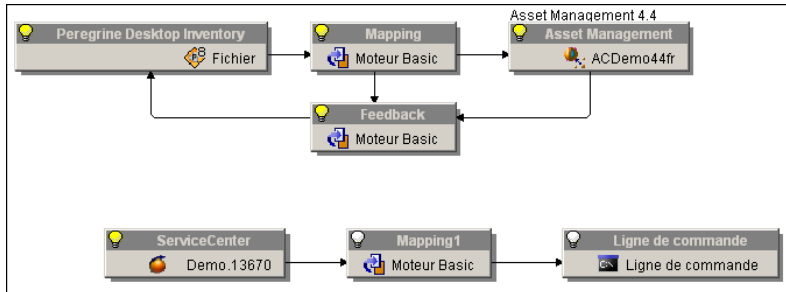 Asset Management 4.4
Peregrine Desktop Inventory
Fichier
Mapping
Moteur Basic
Asset Management
ACDemo44fr
Feedback
Moteur Basic
ServiceCenter
Demo.13670
Mapping1
Moteur Basic
Ligne de commande
Ligne de commande